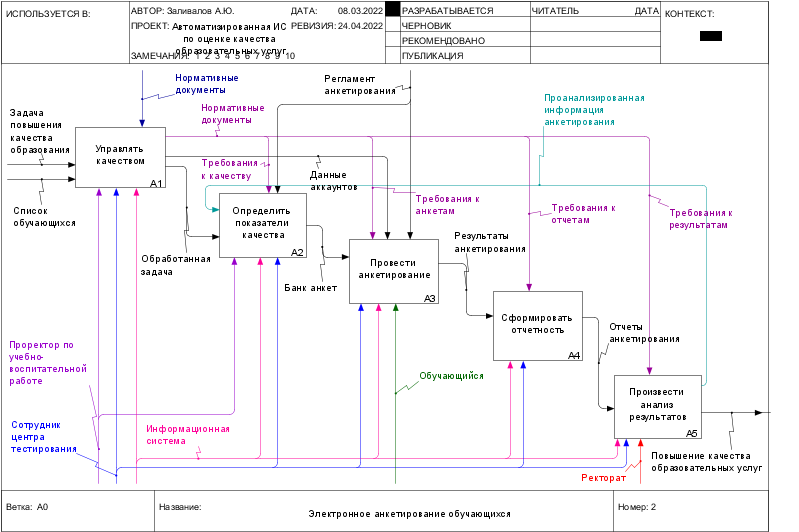 ИСПОЛЬЗУЕТСЯ В:
АВТОР: Заливалов А.Ю.
ДАТА: 08.03.2022
РАЗРАБАТЫВАЕТСЯ
ЧИТАТЕЛЬ
ДАТА
КОНТЕКСТ:
ПРОЕКТ: Автоматизированная ИС
по оценке качества
образовательных услуг
РЕВИЗИЯ: 24.04.2022
ЧЕРНОВИК
РЕКОМЕНДОВАНО
ЗАМЕЧАНИЯ: 1 2 3 4 5 6 7 8 9 10
ПУБЛИКАЦИЯ
Нормативные
документы
Регламент
анкетирования
Проанализированная
информация
анкетирования
Нормативные
документы
Задача
повышения
качества
образования
Управлять
качеством
A1
Требования
к качеству
Данные
аккаунтов
Требования к
анкетам
Требования к
отчетам
Требования к
результатам
Список
обучающихся
Определить
показатели
качества
A2
Обработанная
задача
Банк анкет
Результаты
анкетирования
Провести
анкетирование
A3
Сформировать
отчетность
A4
Отчеты
анкетирования
Проректор по
учебно-
воспитательной
работе
Обучающийся
Произвести
анализ
результатов
A5
Сотрудник
центра
тестирования
Информационная
система
Ректорат
Повышение качества
образовательных услуг
Ветка: A0
Название:
Электронное анкетирование обучающихся
Номер: 2